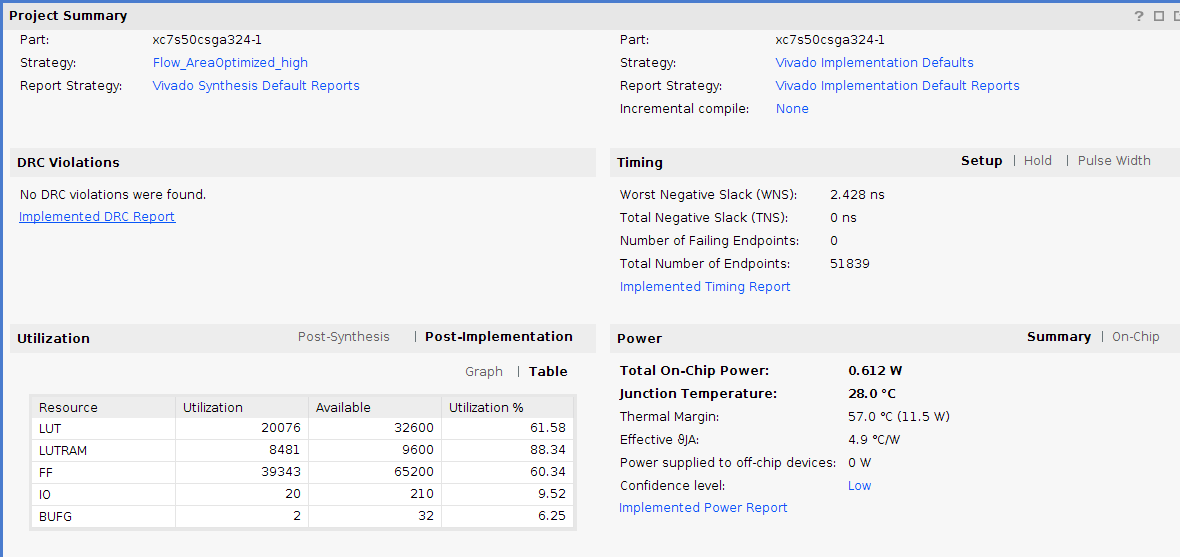 Project Summary
Part: xc7s50csga324-1
Strategy: Flow_AreaOptimized_high
Report Strategy: Vivado Synthesis Default Reports
Part: xc7s50csga324-1
Strategy: Vivado Implementation Defaults
Report Strategy: Vivado Implementation Default Reports
Incremental compile: None
DRC Violations
No DRC violations were found.
Implemented DRC Report
Timing Setup | Hold | Pulse Width
Worst Negative Slack (WNS): 2.428 ns
Total Negative Slack (TNS): 0 ns
Number of Failing Endpoints: 0
Total Number of Endpoints: 51839
Implemented Timing Report
Utilization Post-Synthesis | Post-Implementation
Graph | Table
Resource Utilization Available Utilization %
LUT 20076 32600 61.58
LUTRAM 8481 9600 88.34
FF 39343 65200 60.34
IO 20 210 9.52
BUFG 2 32 6.25
Power Summary | On-Chip
Total On-Chip Power: 0.612 W
Junction Temperature: 28.0 °C
Thermal Margin: 57.0 °C (11.5 W)
Effective ϑJA: 4.9 °C/W
Power supplied to off-chip devices: 0 W
Confidence level: Low
Implemented Power Report